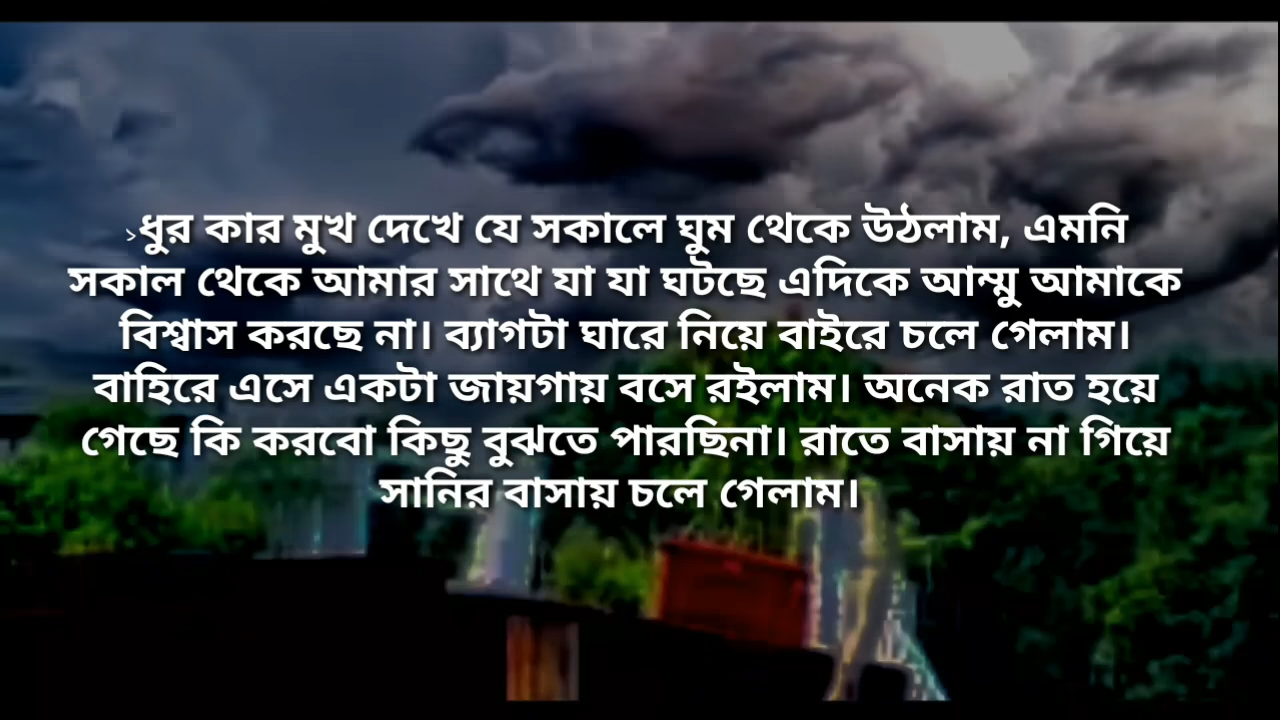 ›ধুর কার মুখ দেখে যে সকালে ঘুম থেকে উঠলাম, এমনি
সকাল থেকে আমার সাথে যা যা ঘটছে এদিকে আম্মু আমাকে
বিশ্বাস করছে না। ব্যাগটা ঘারে নিয়ে বাইরে চলে গেলাম।
বাহিরে এসে একটা জায়গায় বসে রইলাম। অনেক রাত হয়ে
গেছে কি করবো কিছু বুঝতে পারছিনা। রাতে বাসায় না গিয়ে
সানির বাসায় চলে গেলাম।